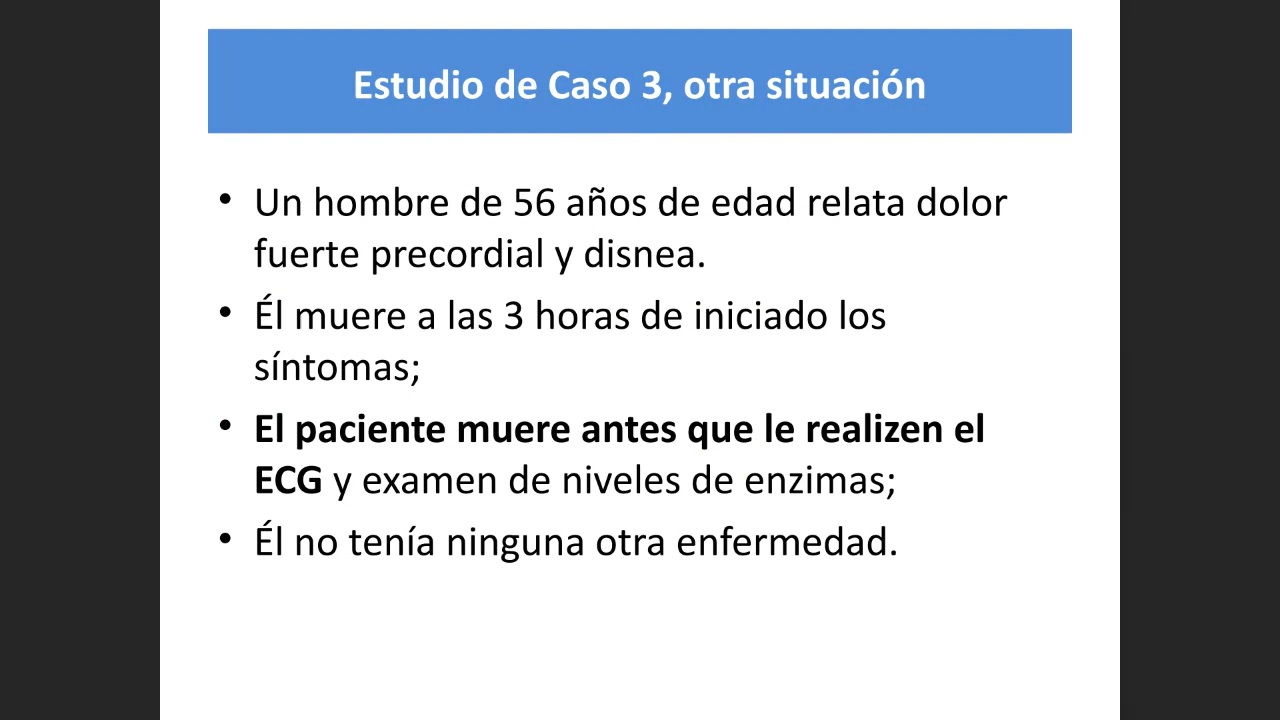 Estudio de Caso 3, otra situación
• Un hombre de 56 años de edad relata dolor
fuerte precordial y disnea.
• Él muere a las 3 horas de iniciado los
síntomas;
• El paciente muere antes que le realizen el
ECG y examen de niveles de enzimas;
• Él no tenía ninguna otra enfermedad.